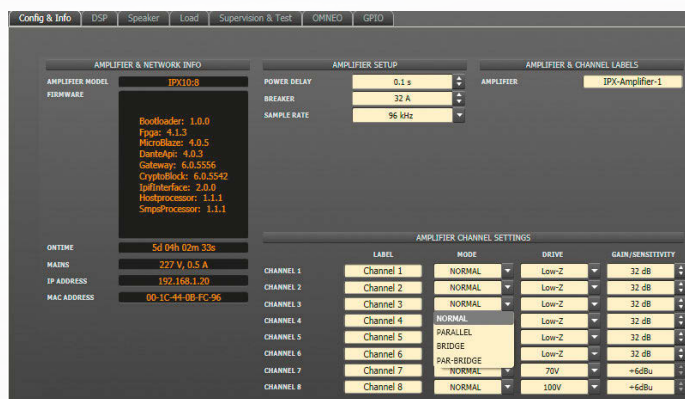 Config & Info DSP Speaker Load Supervision & Test OMNEO GPIO
AMPLIFIER & NETWORK INFO
AMPLIFIER MODEL IPX10:8
FIRMWARE
Bootloader: 1.0.0
Fpga: 4.1.3
MicroBlaze: 4.0.5
DanteApi: 4.0.3
Gateway: 6.0.5556
CryptoBlock: 6.0.5542
IpifInterface: 2.0.0
Hostprocessor: 1.1.1
SmpsProcessor: 1.1.1
ONTIME 5d 04h 02m 33s
MAINS 227 V, 0.5 A
IP ADDRESS 192.168.1.20
MAC ADDRESS 00-1C-44-0B-FC-96
AMPLIFIER SETUP
POWER DELAY 0.1 s
BREAKER 32 A
SAMPLE RATE 96 kHz
AMPLIFIER & CHANNEL LABELS
AMPLIFIER IPX-Amplifier-1
AMPLIFIER CHANNEL SETTINGS
LABEL MODE DRIVE GAIN/SENSITIVITY
CHANNEL 1 Channel 1 NORMAL Low-Z 32 dB
CHANNEL 2 Channel 2 NORMAL Low-Z 32 dB
CHANNEL 3 Channel 3 NORMAL Low-Z 32 dB
CHANNEL 4 Channel 4 NORMAL Low-Z 32 dB
CHANNEL 5 Channel 5 PARALLEL Low-Z 32 dB
BRIDGE
CHANNEL 6 Channel 6 PAR-BRIDGE Low-Z 32 dB
CHANNEL 7 Channel 7 NORMAL 70V +6dBu
CHANNEL 8 Channel 8 NORMAL 100V +6dBu